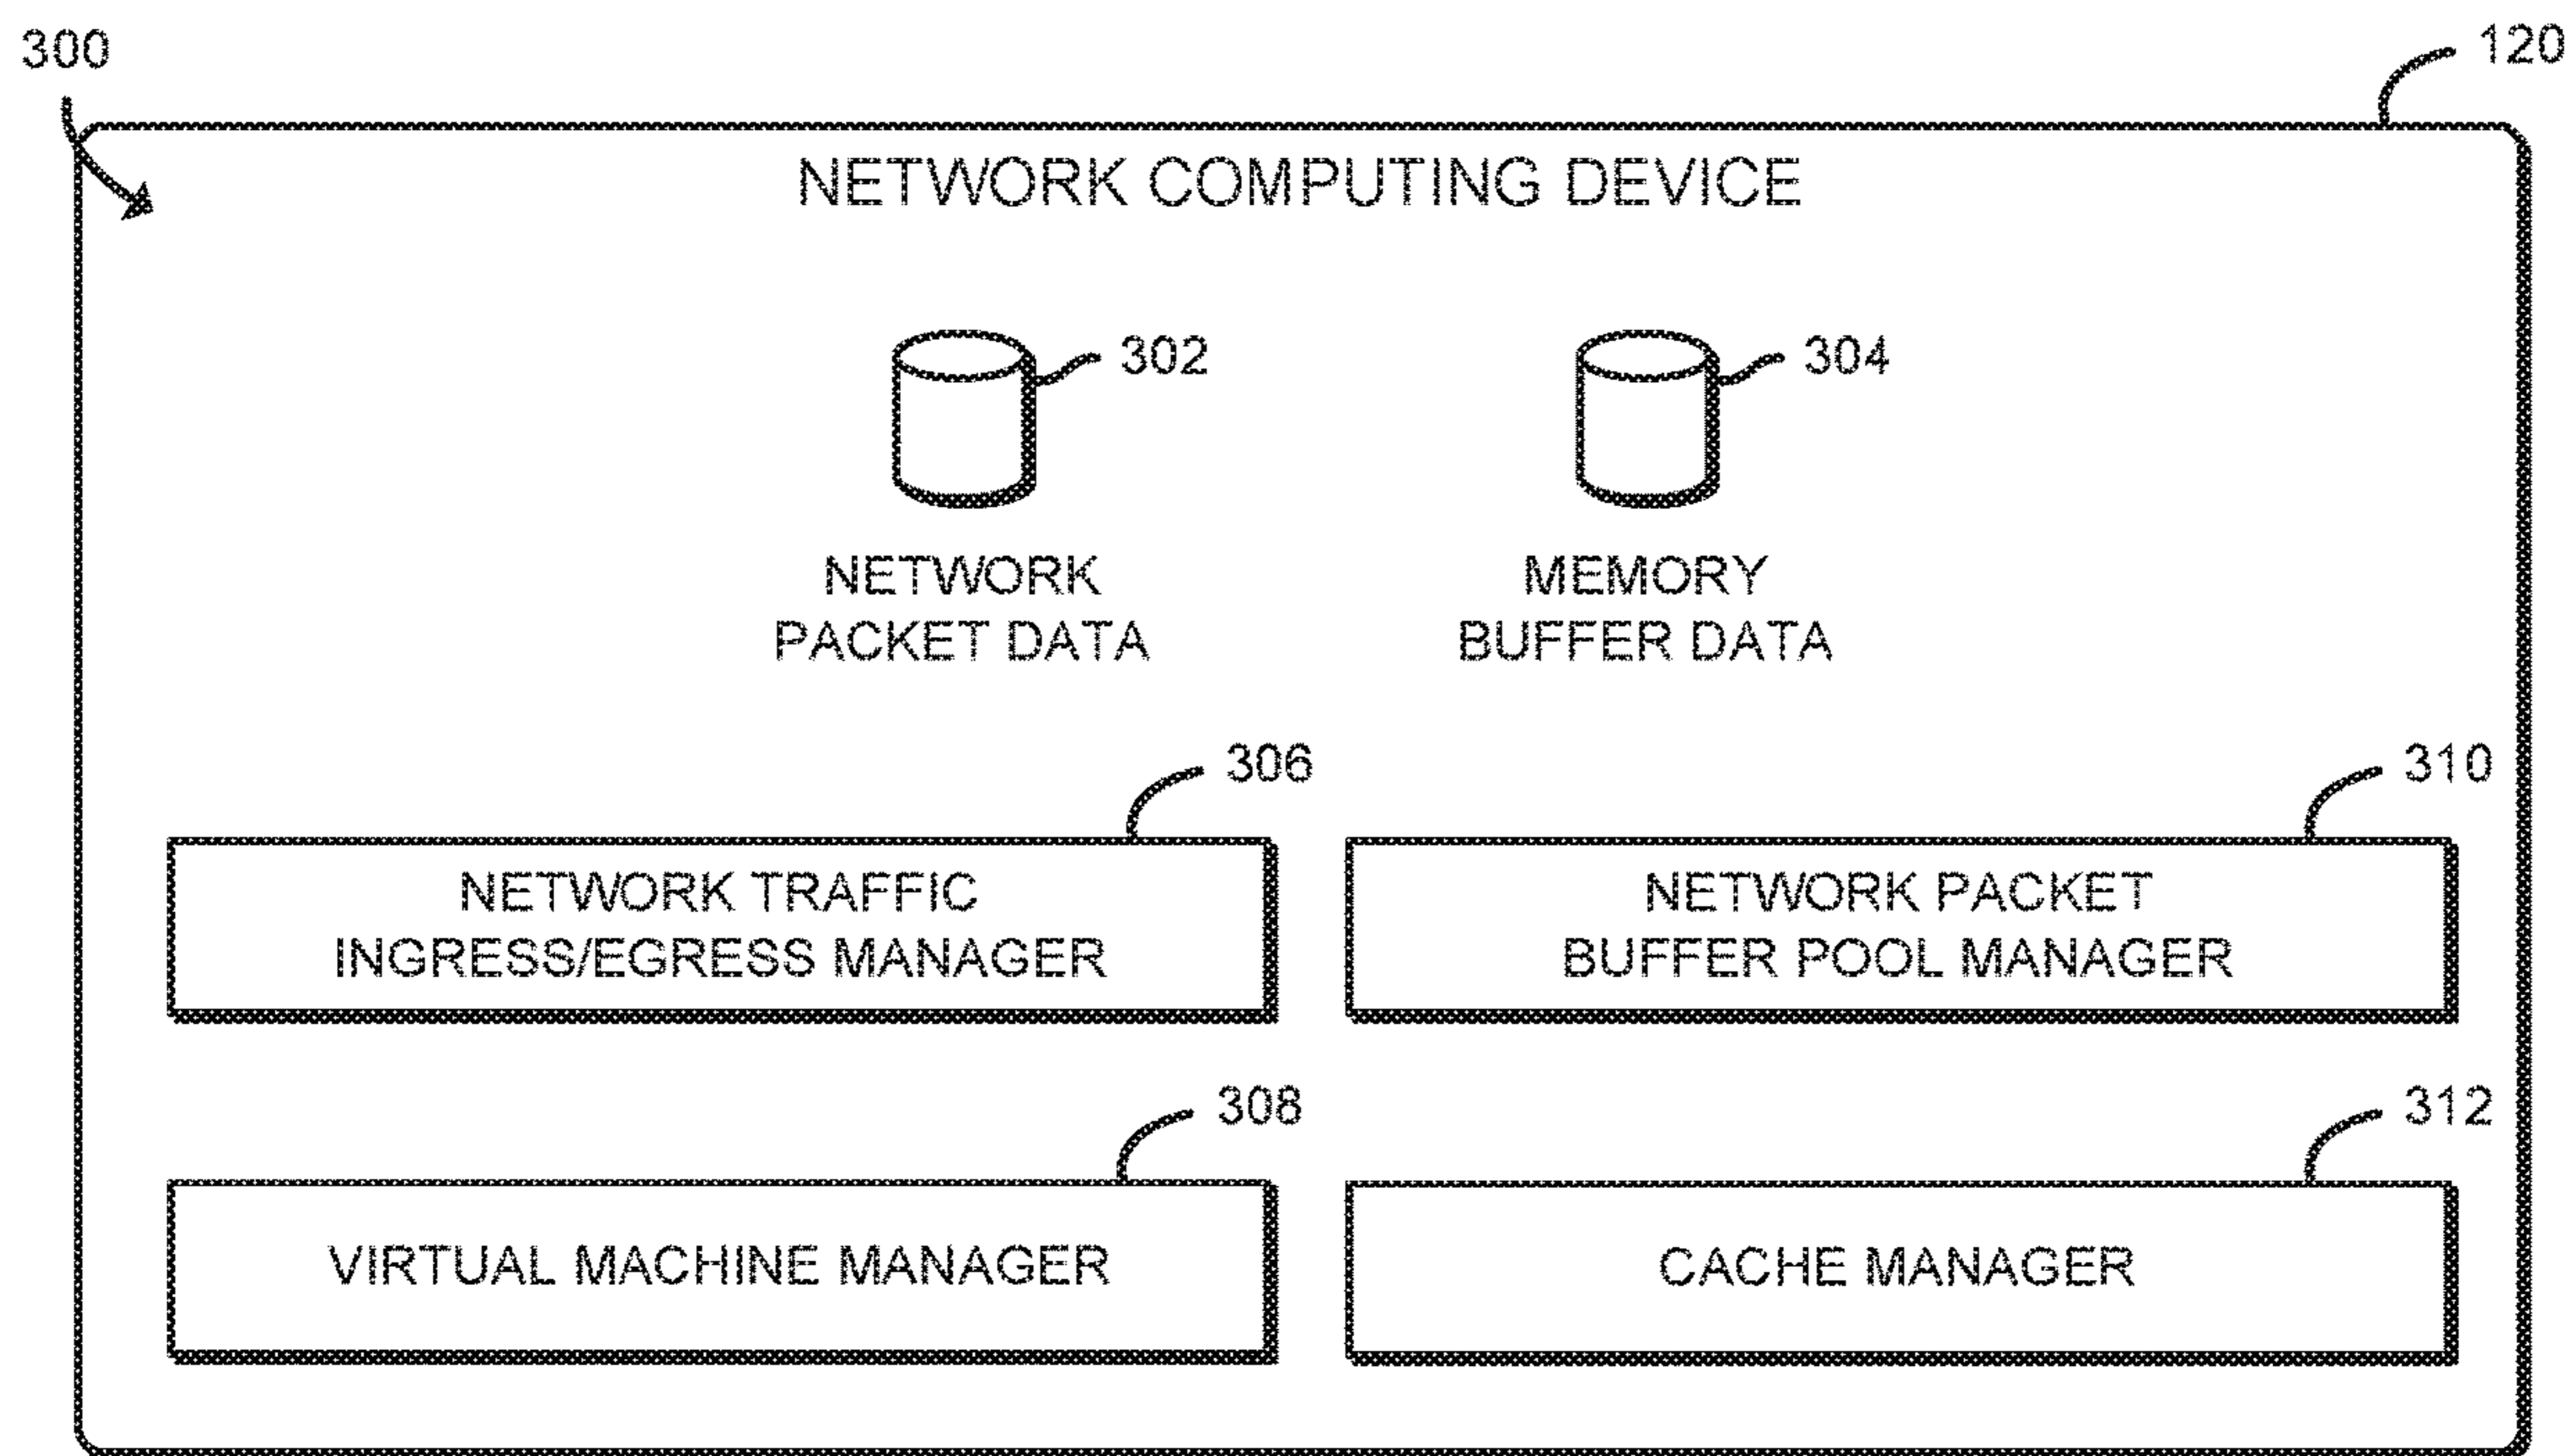 300
120
NETWORK COMPUTING DEVICE
302
304
NETWORK
PACKET DATA
MEMORY
BUFFER DATA
306
310
NETWORK TRAFFIC
INGRESS/EGRESS MANAGER
NETWORK PACKET
BUFFER POOL MANAGER
308
312
VIRTUAL MACHINE MANAGER
CACHE MANAGER